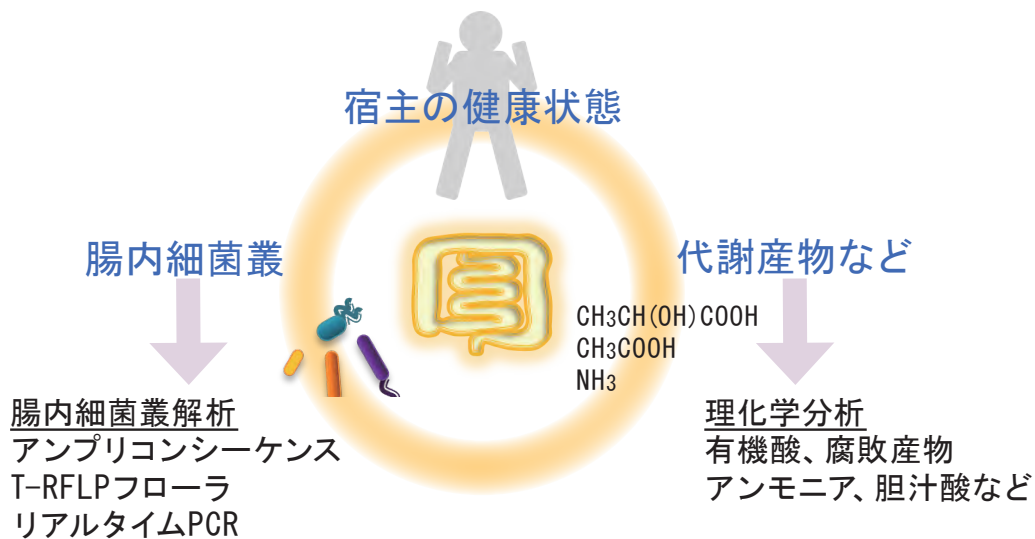 宿主の健康状態
腸内細菌叢
代謝産物など
CH3CH(OH)COOH
CH3COOH
NH3
腸内細菌叢解析
アンプリコンシーケンス
T-RFLPフローラ
リアルタイムPCR
理化学分析
有機酸、腐敗産物
アンモニア、胆汁酸など